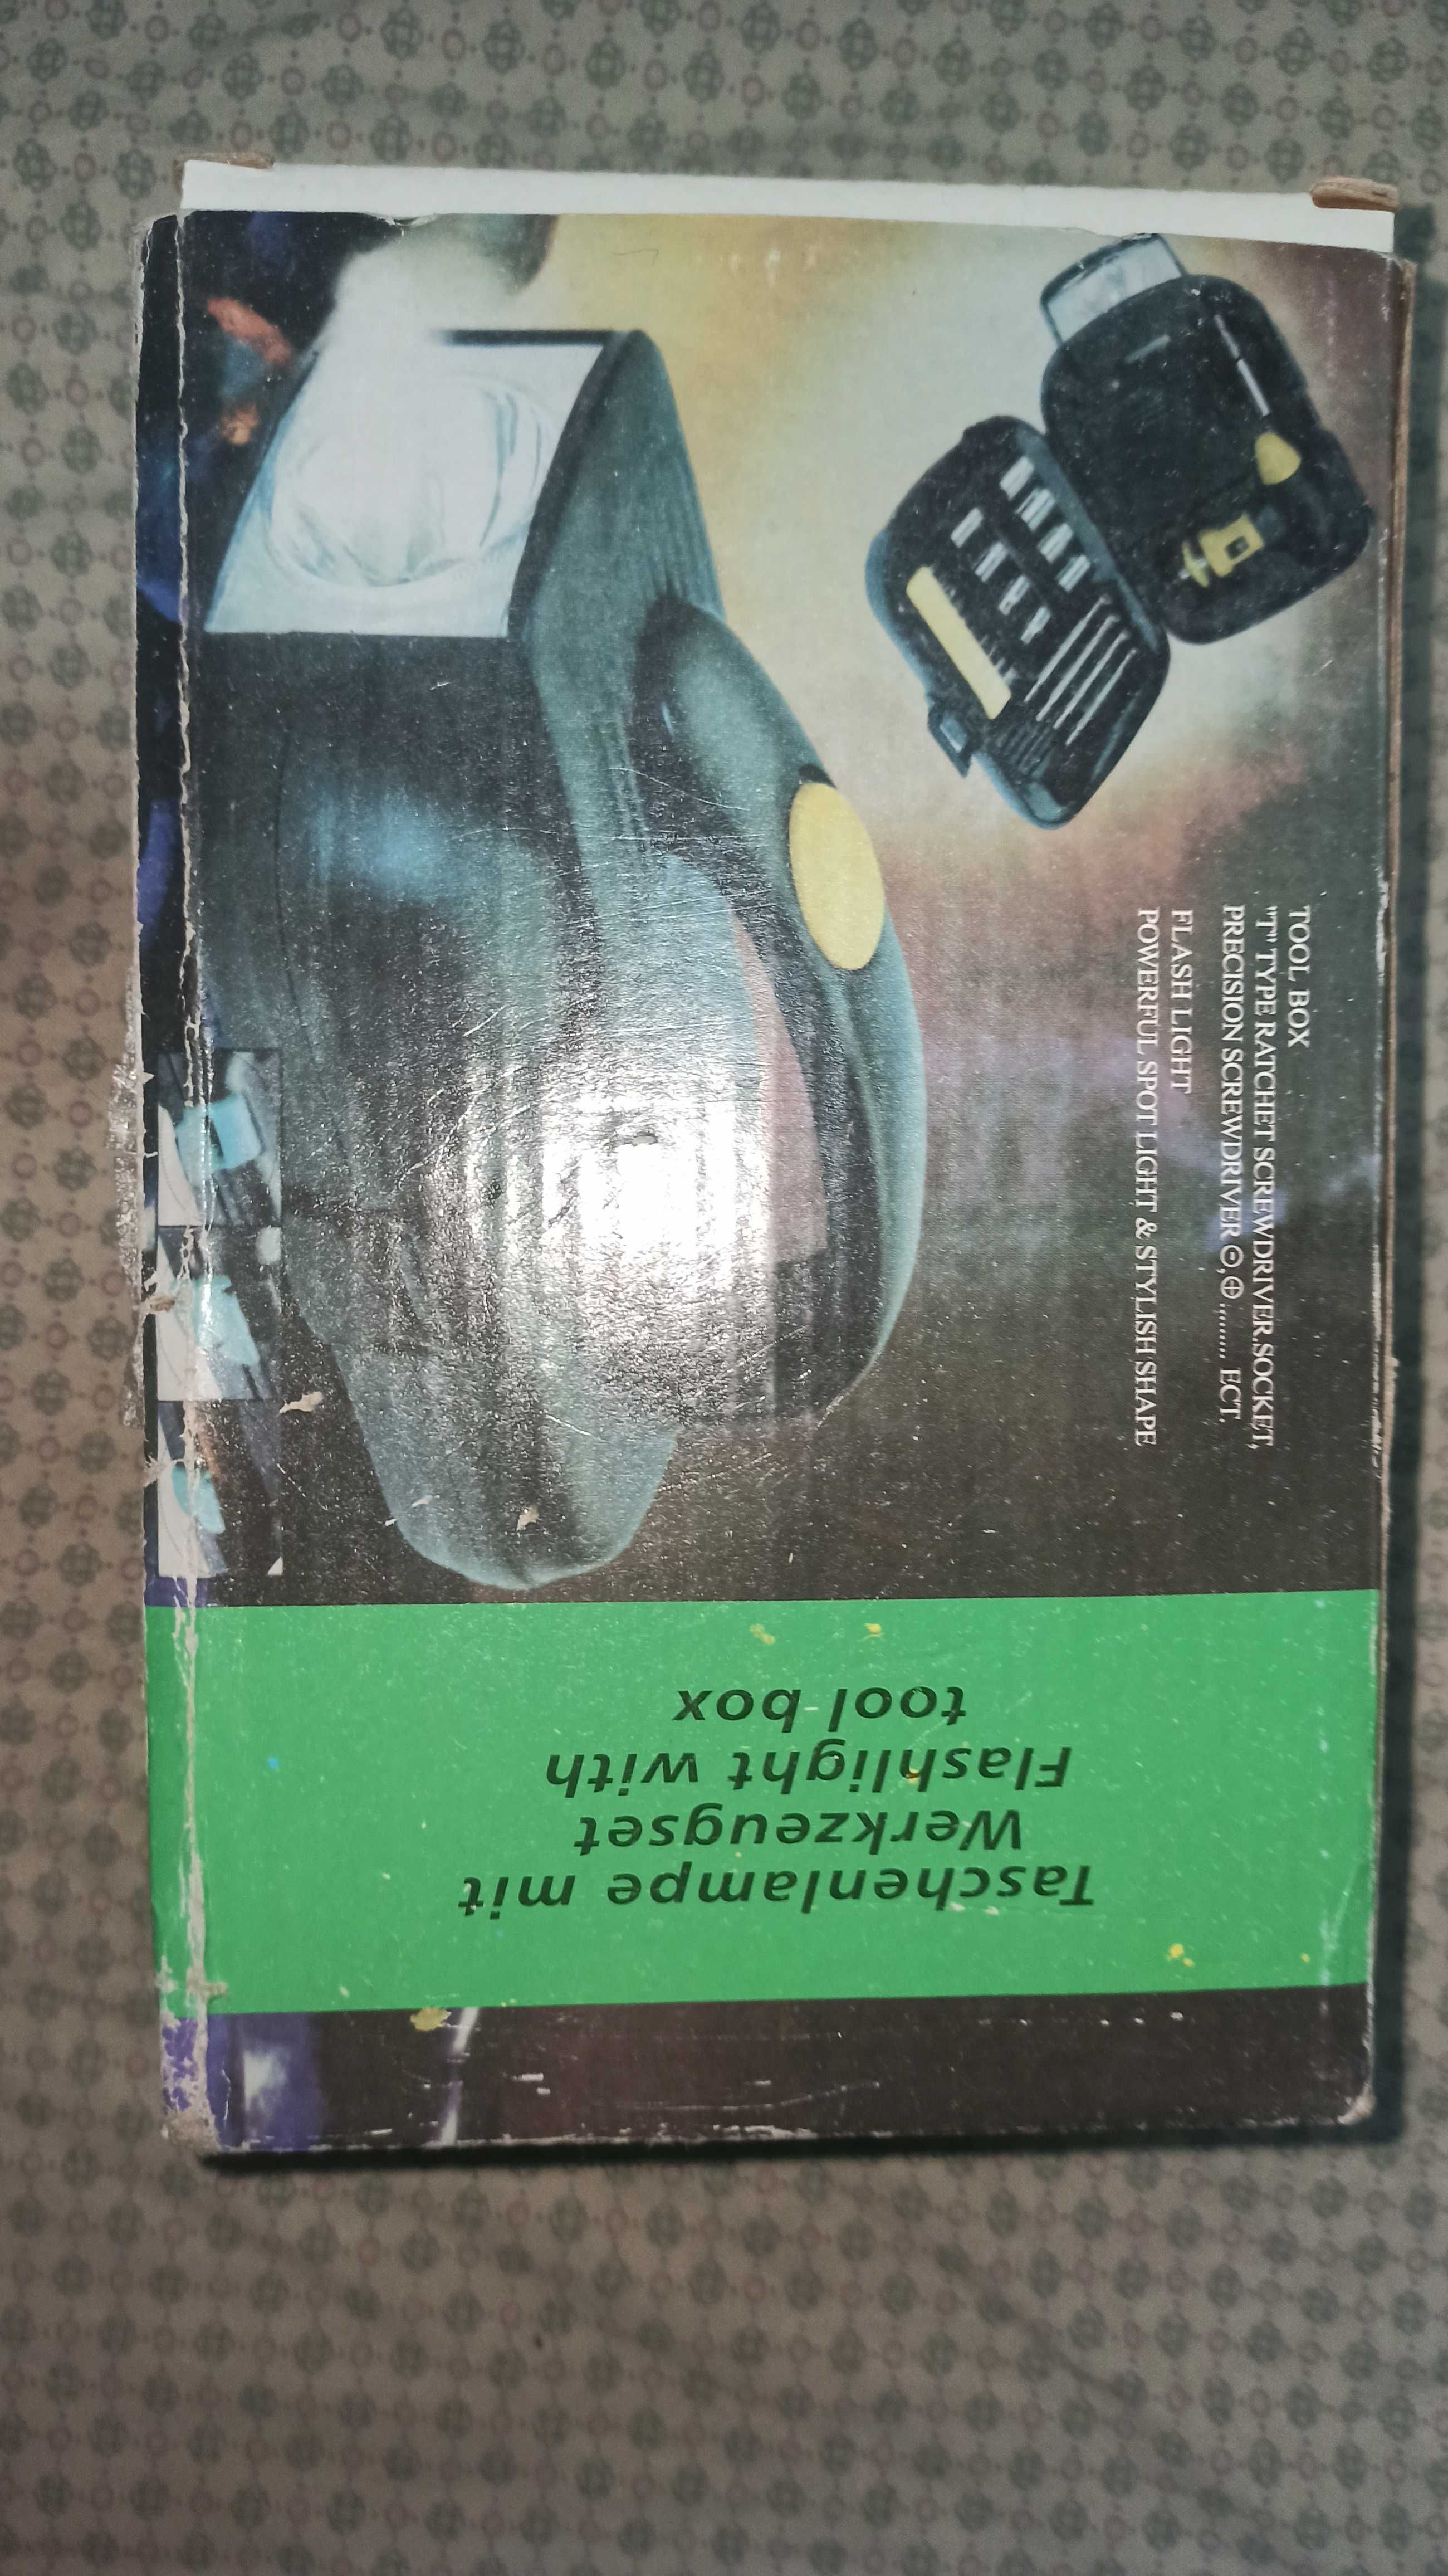 TOOL BOX
"T" TYPE RATCHET SCREWDRIVER.SOCKET,
PRECISION SCREWDRIVER ⊖,⊕ ......... ECT.
FLASH LIGHT
POWERFUL SPOT LIGHT & STYLISH SHAPE
Taschenlampe mit
Werkzeugset
Flashlight with
tool box